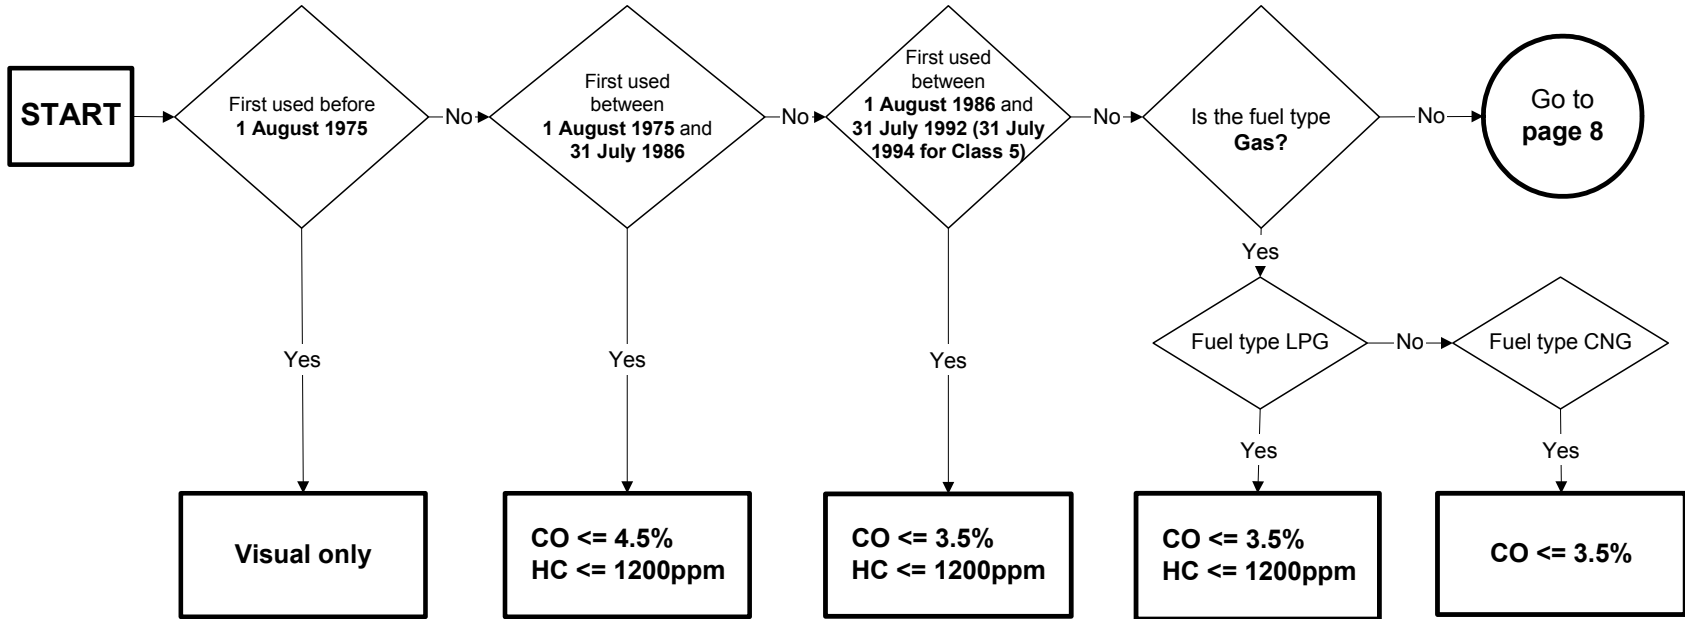 START
First used before
1 August 1975
No
First used
between
1 August 1975 and
31 July 1986
No
First used
between
1 August 1986 and
31 July 1992 (31 July
1994 for Class 5)
No
Is the fuel type
Gas?
No
Go to
page 8
Yes
Fuel type LPG
No
Fuel type CNG
Yes
Yes
Yes
Yes
Yes
Visual only
CO <= 4.5%
HC <= 1200ppm
CO <= 3.5%
HC <= 1200ppm
CO <= 3.5%
HC <= 1200ppm
CO <= 3.5%